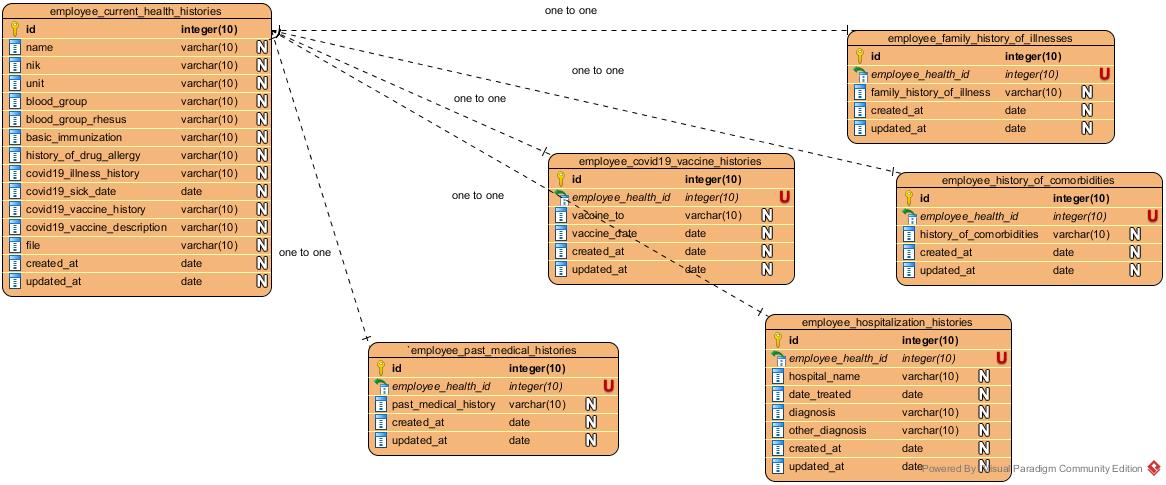 employee_current_health_histories
id integer(10)
name varchar(10) N
nik varchar(10) N
unit varchar(10) N
blood_group varchar(10) N
blood_group_rhesus varchar(10) N
basic_immunization varchar(10) N
history_of_drug_allergy varchar(10) N
covid19_illness_history varchar(10) N
covid19_sick_date date N
covid19_vaccine_history varchar(10) N
covid19_vaccine_description varchar(10) N
file varchar(10) N
created_at date N
updated_at date N
one to one
one to one
one to one
one to one
one to one
employee_family_history_of_illnesses
id integer(10)
employee_health_id integer(10) U
family_history_of_illness varchar(10) N
created_at date N
updated_at date N
employee_covid19_vaccine_histories
id integer(10)
employee_health_id integer(10) U
vaccine_to varchar(10) N
vaccine_date date N
created_at date N
updated_at date N
employee_history_of_comorbidities
id integer(10)
employee_health_id integer(10) U
history_of_comorbidities varchar(10) N
created_at date N
updated_at date N
`employee_past_medical_histories
id integer(10)
employee_health_id integer(10) U
past_medical_history varchar(10) N
created_at date N
updated_at date N
employee_hospitalization_histories
id integer(10)
employee_health_id integer(10) U
hospital_name varchar(10) N
date_treated date N
diagnosis varchar(10) N
other_diagnosis varchar(10) N
created_at date N
updated_at date N
Powered By Visual Paradigm Community Edition